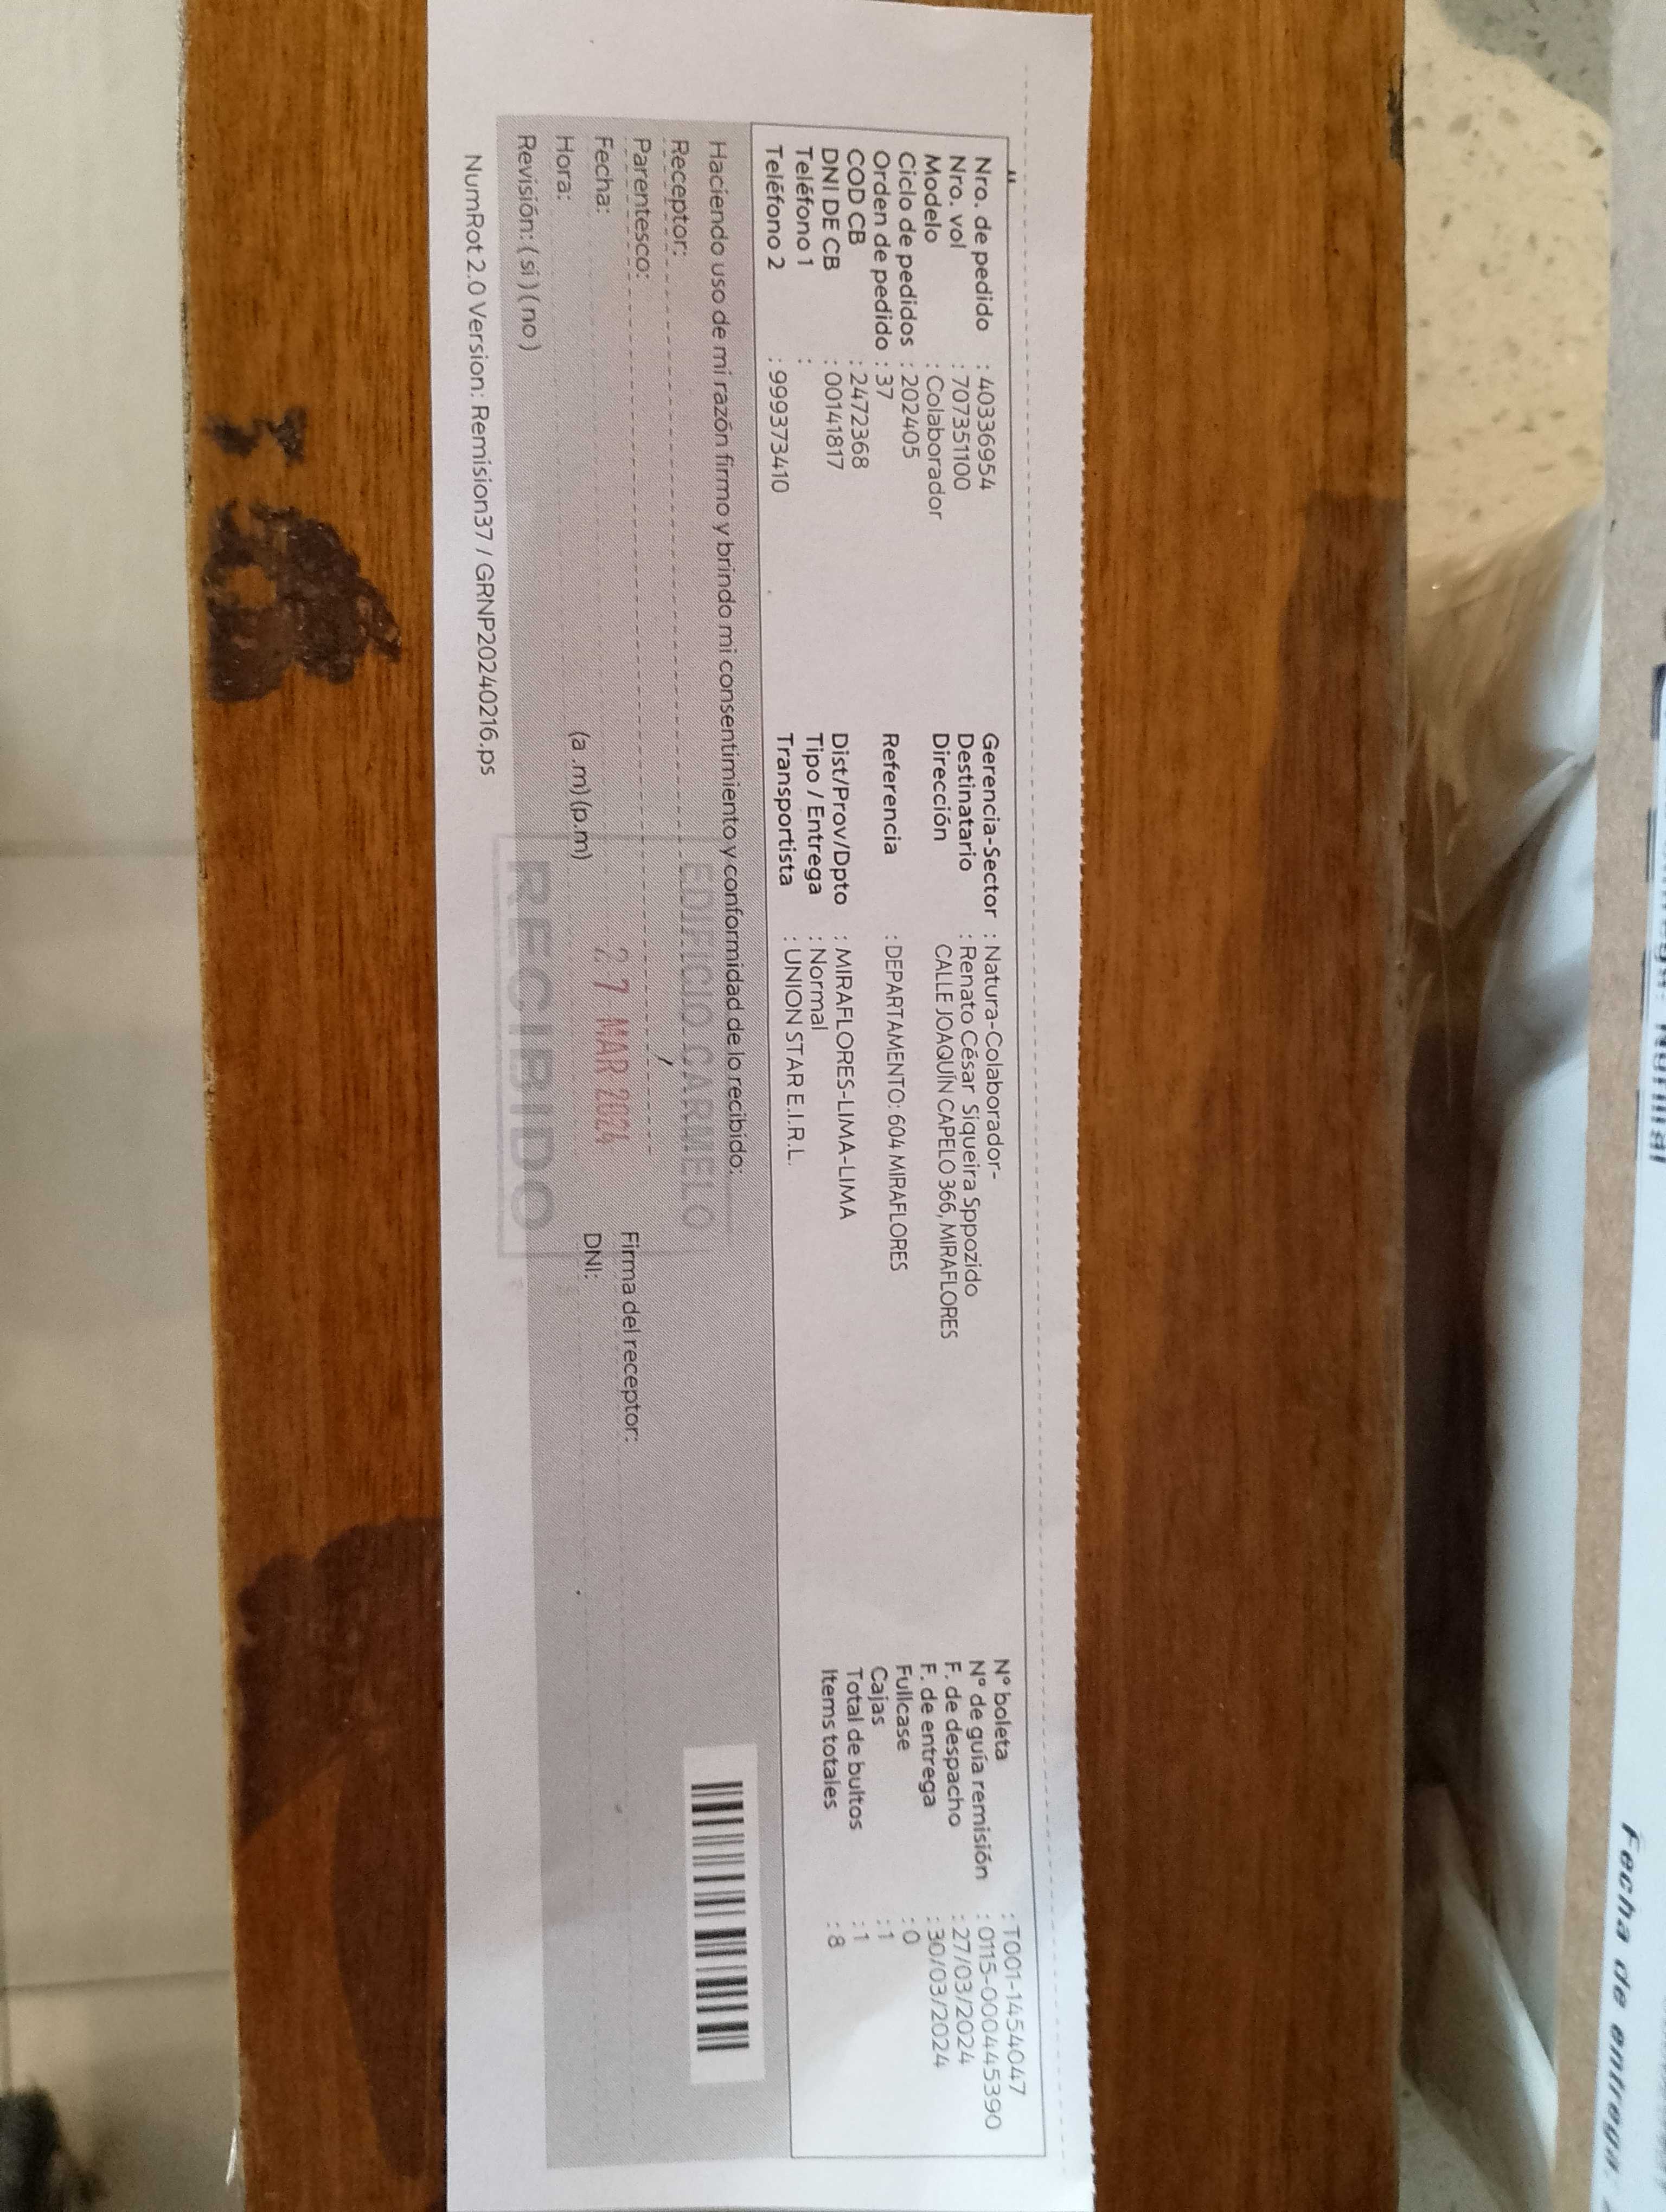 Nro. de pedido : 40336954
Nro. vol : 707351100
Modelo : Colaborador
Ciclo de pedidos : 202405
Orden de pedido : 37
COD CB : 2472368
DNI DE CB : 00141817
Teléfono 1 :
Teléfono 2 : 999373410
Gerencia-Sector : Natura-Colaborador-
Destinatario : Renato César Siqueira Sppozido
Dirección CALLE JOAQUÍN CAPELO 366, MIRAFLORES
Referencia : DEPARTAMENTO: 604 MIRAFLORES
Dist/Prov/Dpto : MIRAFLORES-LIMA-LIMA
Tipo / Entrega : Normal
Transportista : UNION STAR E.I.R.L.
Nº boleta : T001-1454047
Nº de guía remisión : 0115-000445390
F. de despacho : 27/03/2024
F. de entrega : 30/03/2024
Fullcase : 0
Cajas : 1
Total de bultos : 1
Items totales : 8
Haciendo uso de mi razón firmo y brindo mi consentimiento y conformidad de lo recibido:
Receptor:
Parentesco:
Fecha:
Hora: (a .m) (p.m)
Revisión: ( si ) ( no )
Firma del receptor:
DNI:
EDIFICIO CARMELO
27 MAR 2024
RECIBIDO
NumRot 2.0 Version: Remision37 / GRNP20240216.ps
Normal
Fecha de entrega: